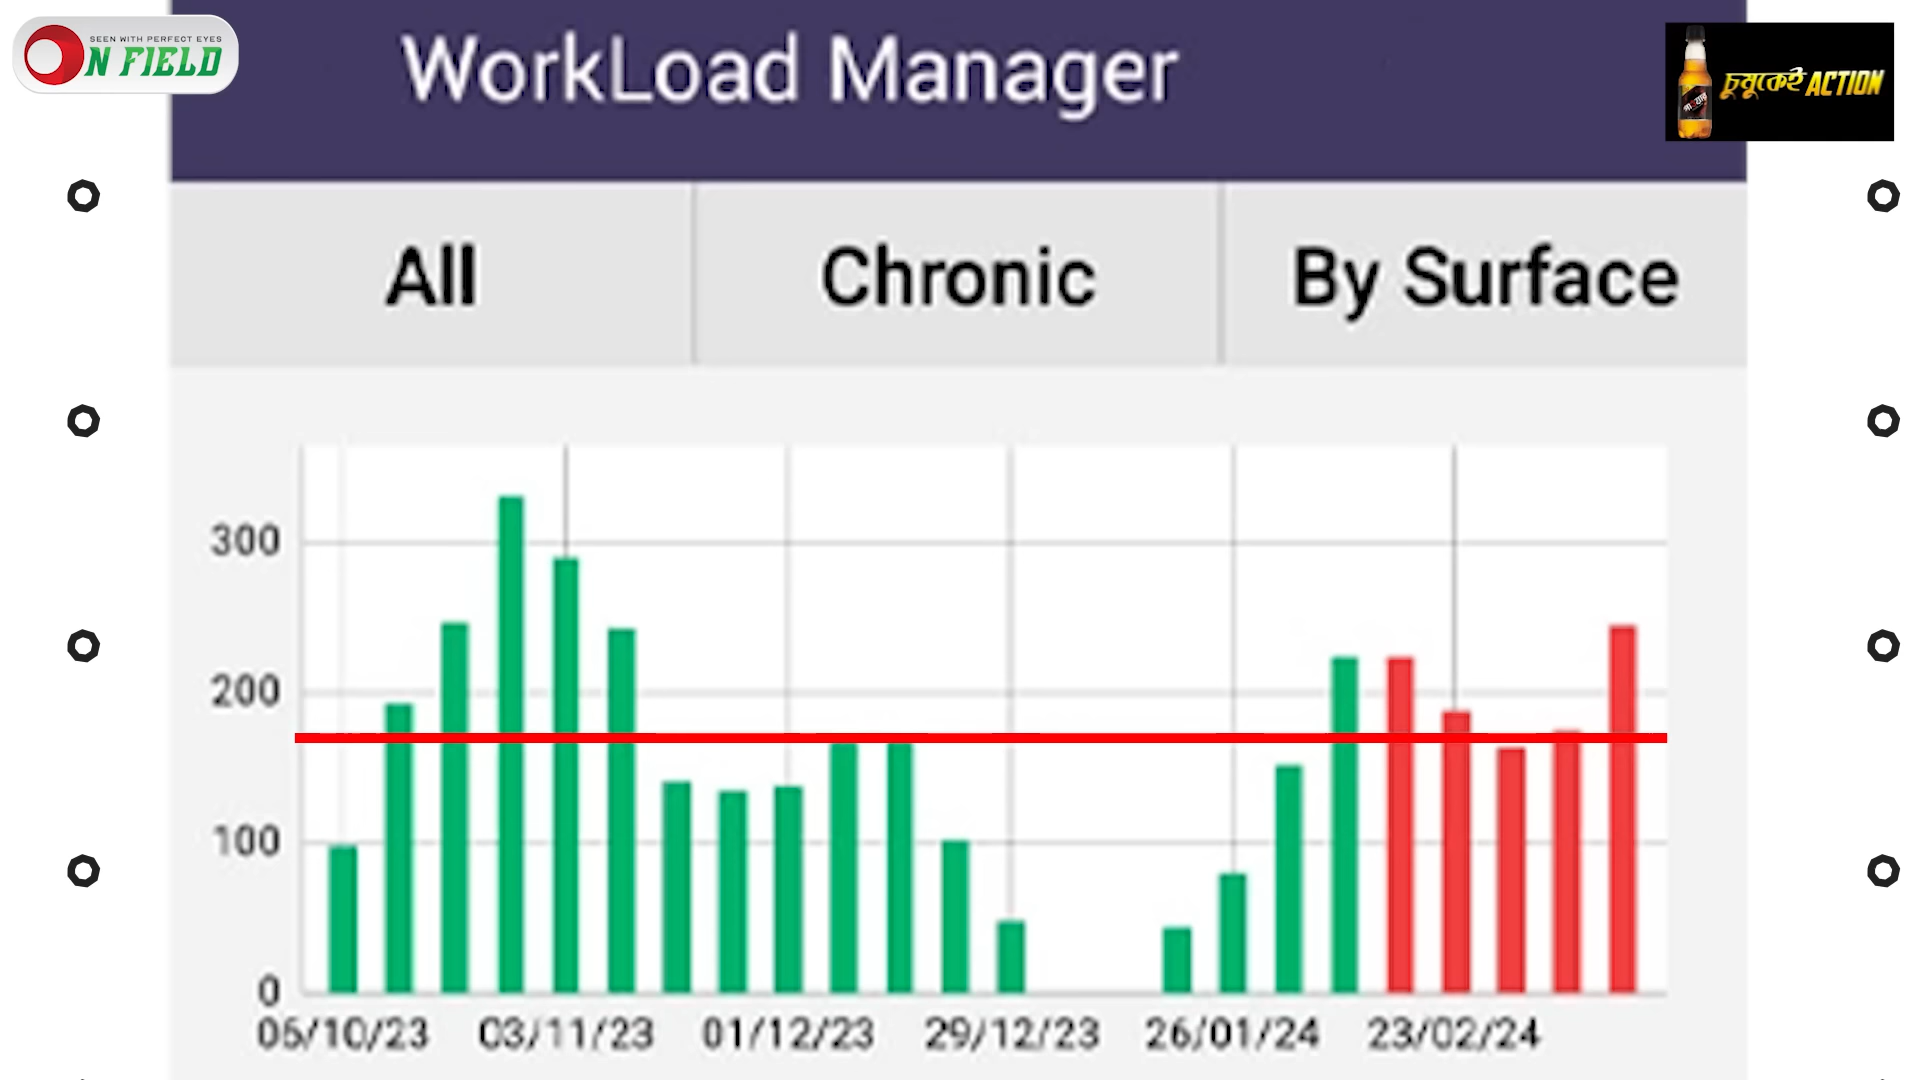 SEEN WITH PERFECT EYES
N FIELD
WorkLoad Manager
চুমুকেই ACTION
All
Chronic
By Surface
300
200
100
0
05/10/23
03/11/23
01/12/23
29/12/23
26/01/24
23/02/24